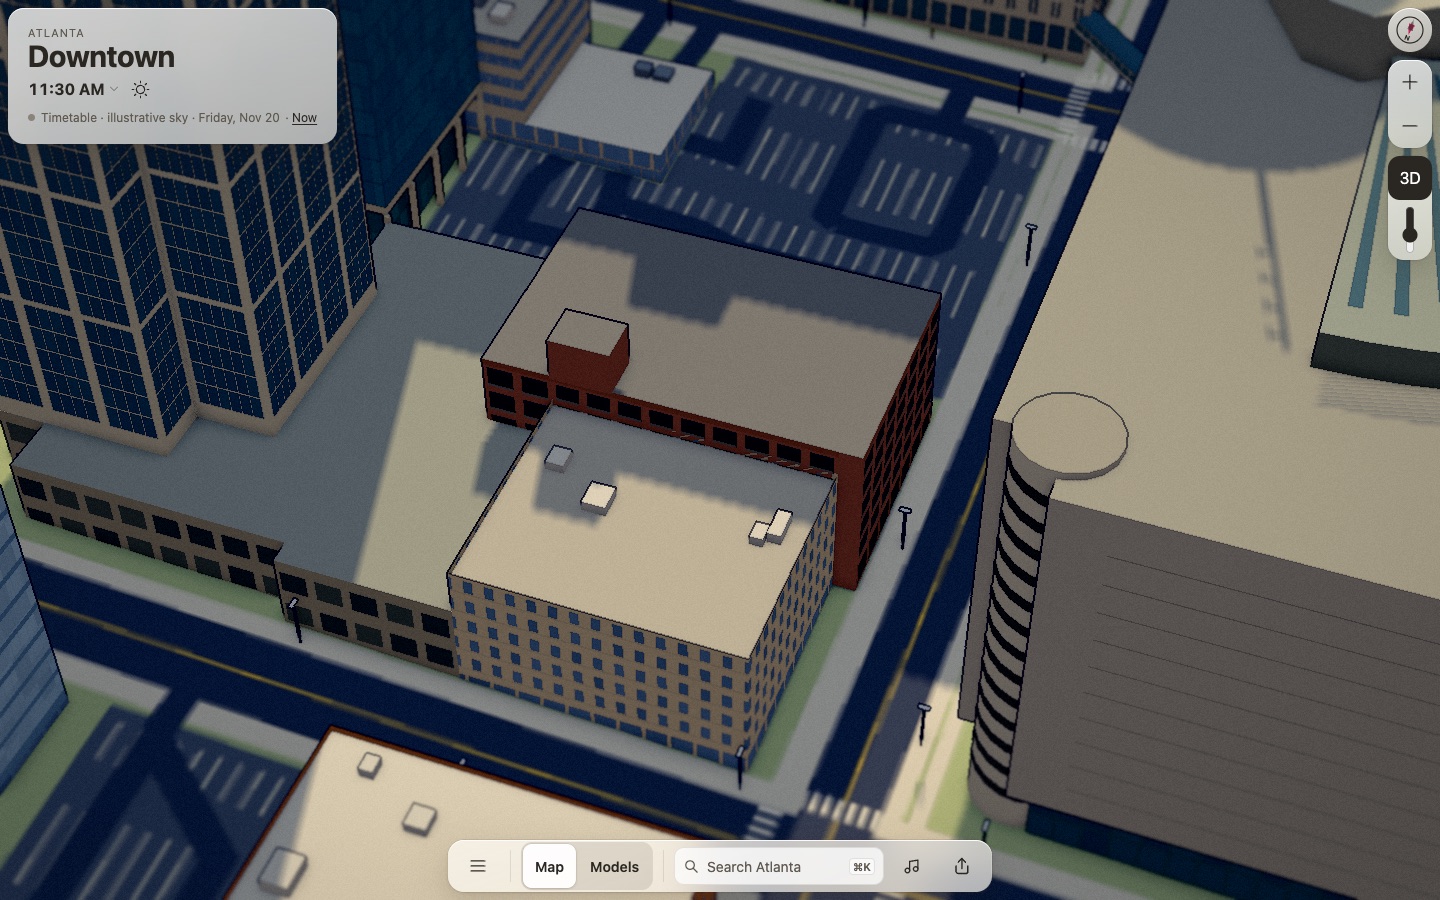 ATLANTA
Downtown
11:30 AM
Timetable · illustrative sky · Friday, Nov 20 · Now
N
3D
Map
Models
Search Atlanta
⌘K